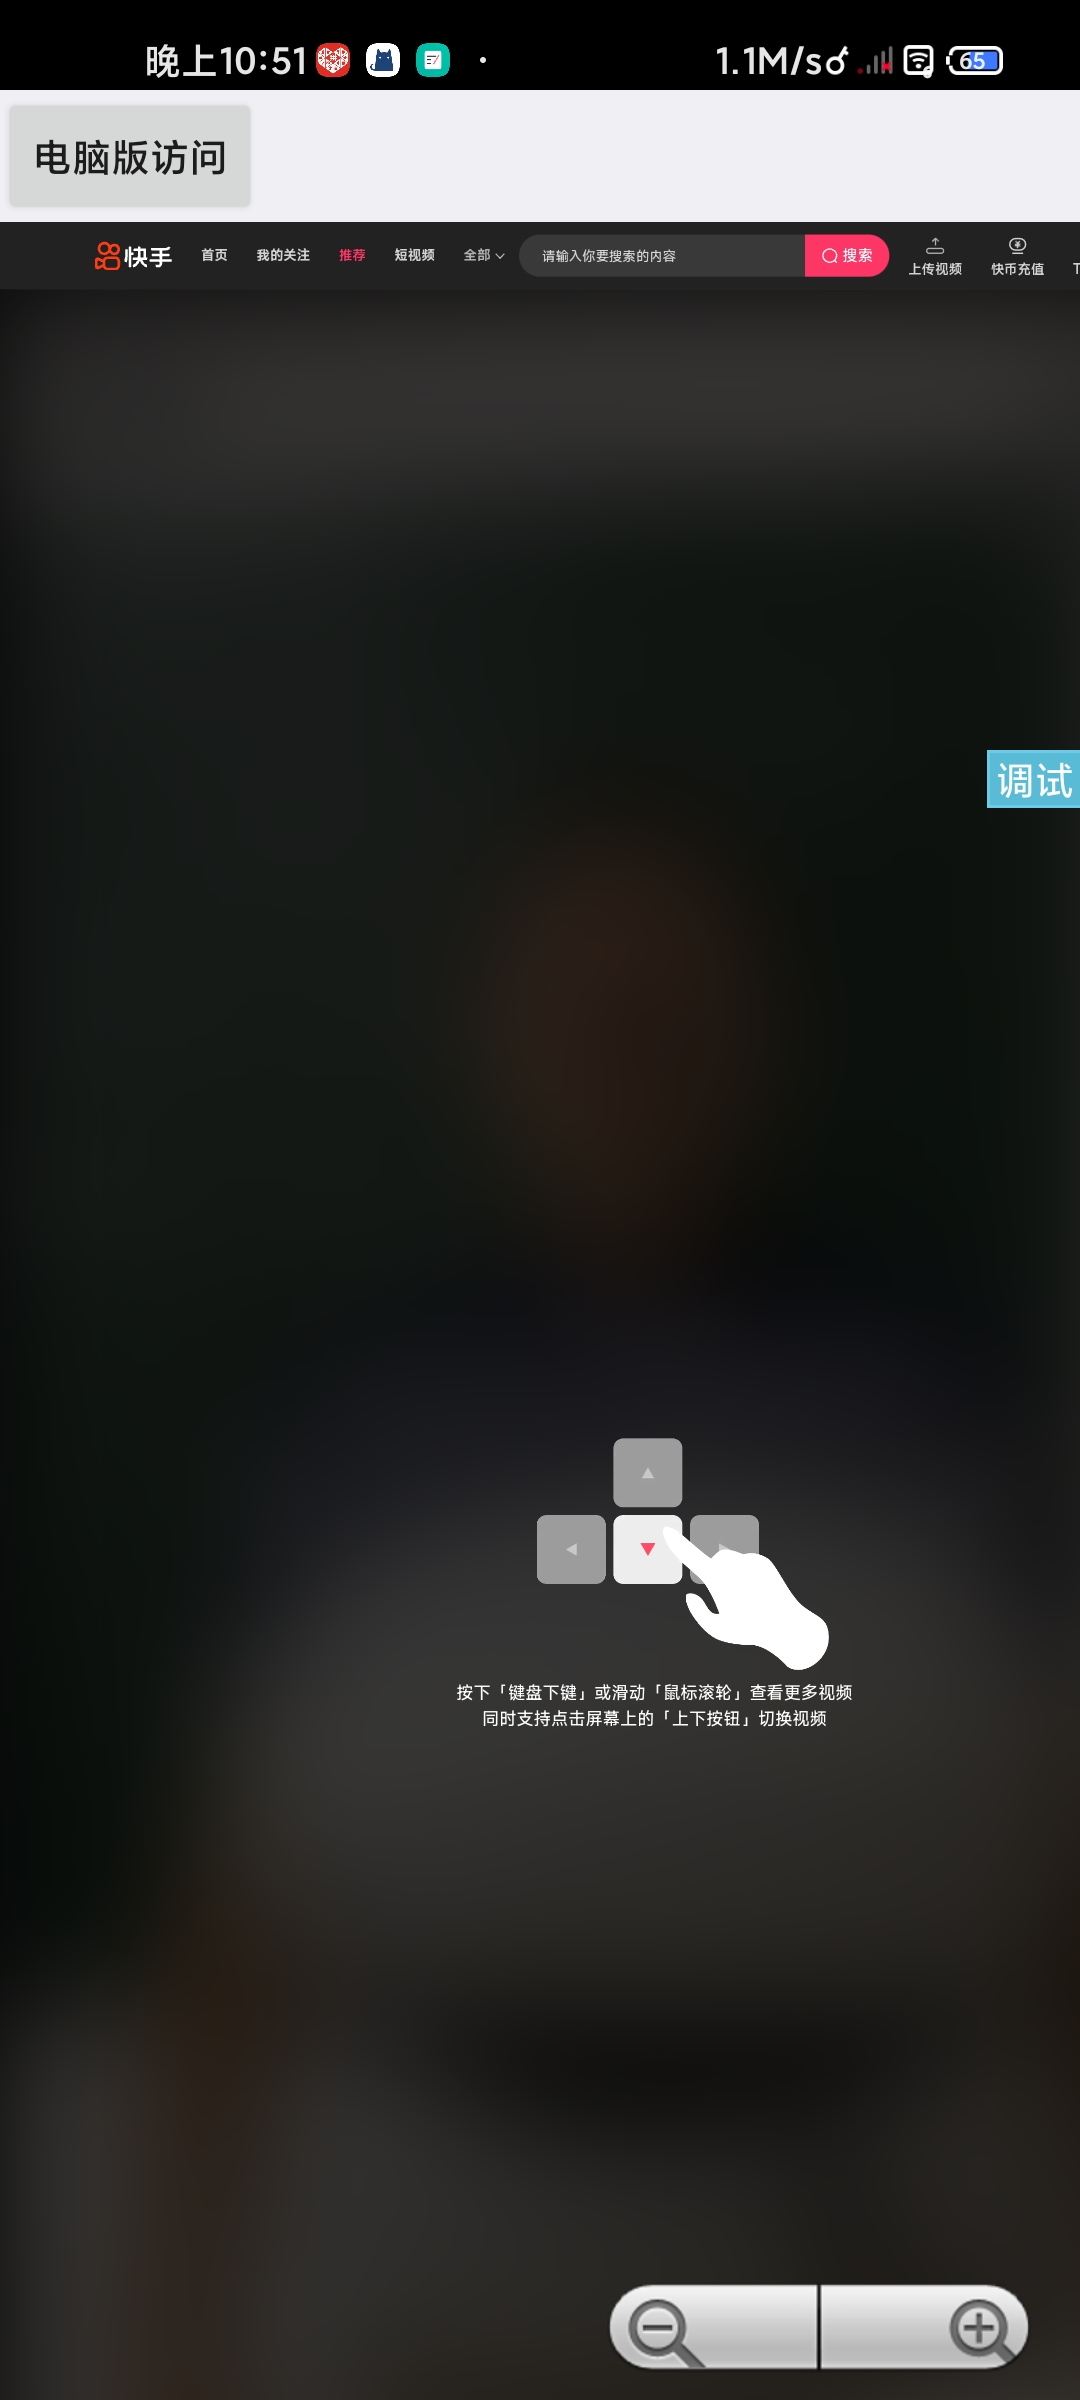 晚上10:51
1.1M/s
65
电脑版访问
快手
首页
我的关注
推荐
短视频
全部
请输入你要搜索的内容
搜索
上传视频
快币充值
调试
按下「键盘下键」或滑动「鼠标滚轮」查看更多视频
同时支持点击屏幕上的「上下按钮」切换视频